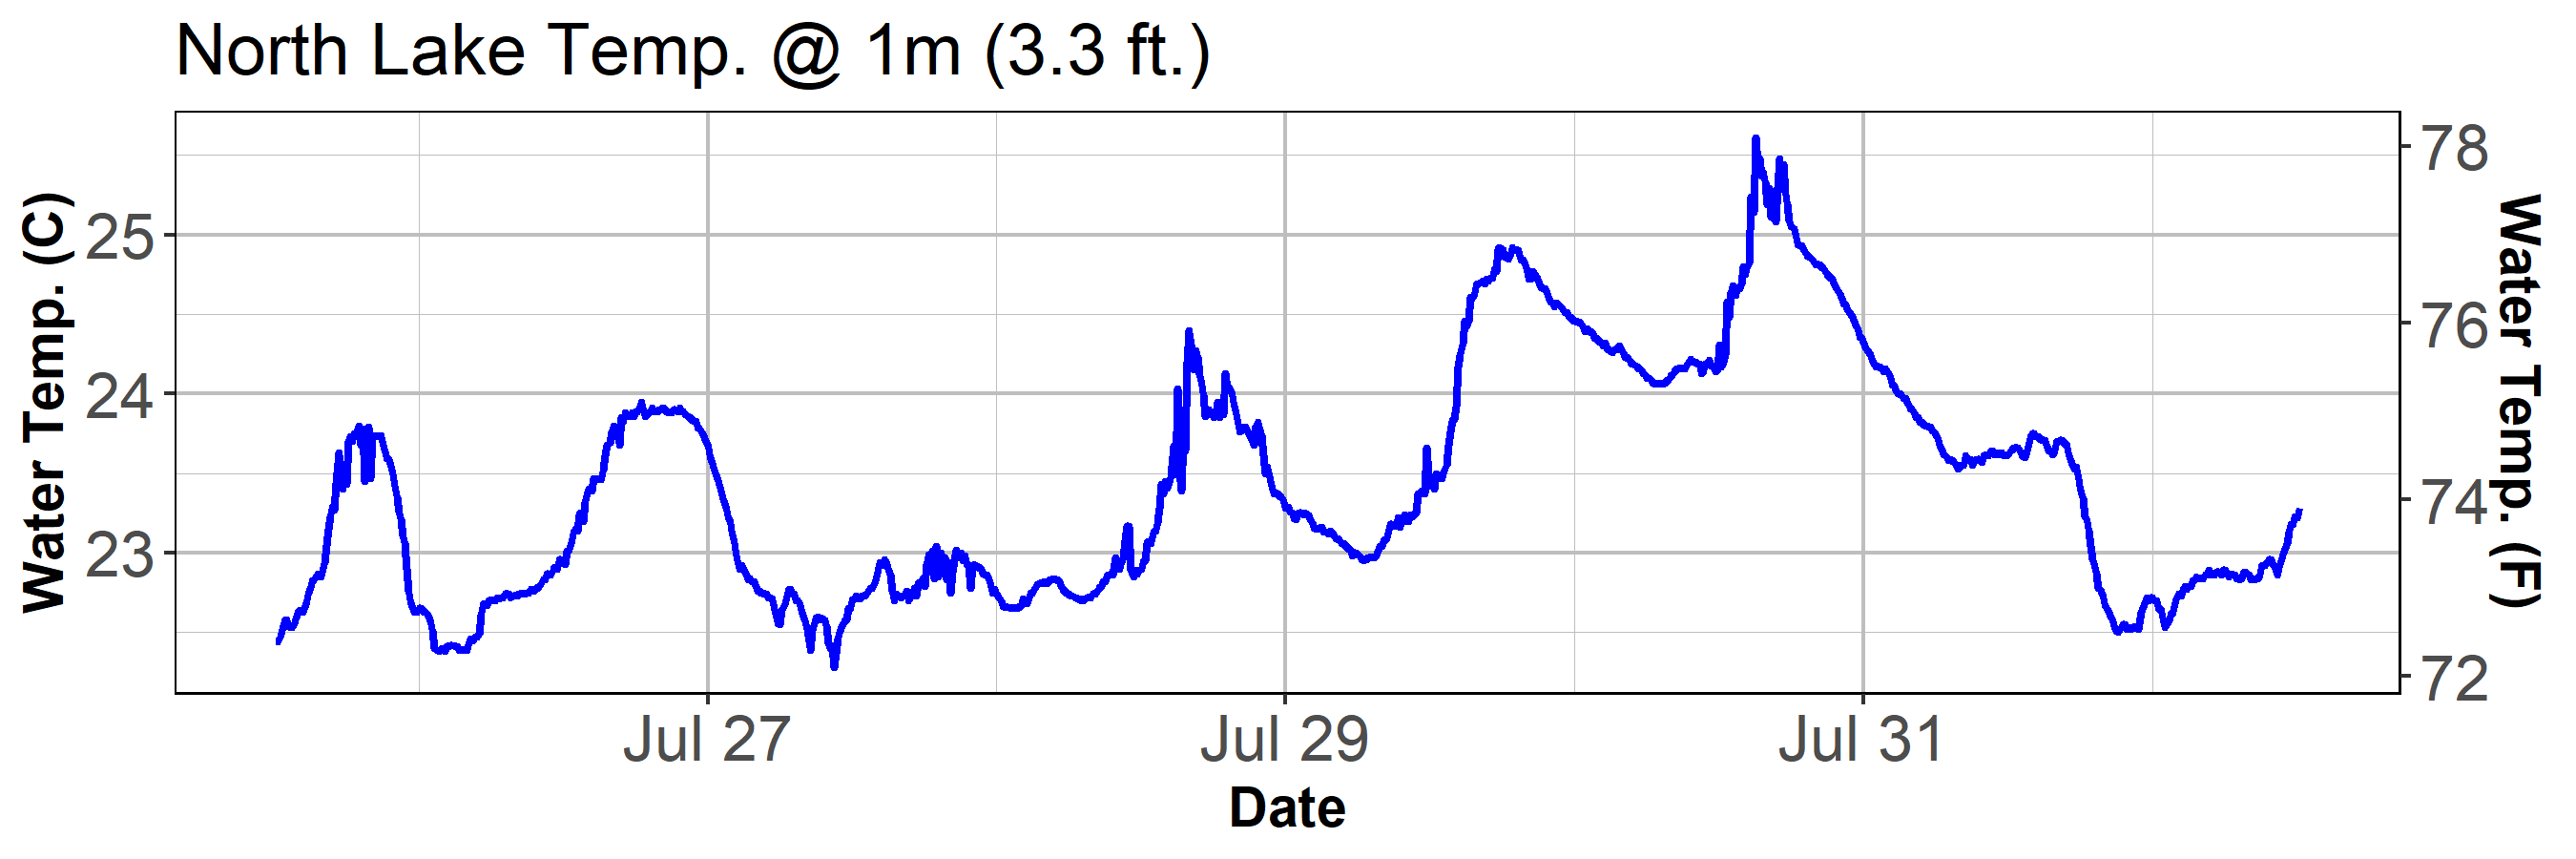 North Lake Temp. @ 1m (3.3 ft.)
Water Temp. (C)
25
24
23
78
76
74
72
Water Temp. (F)
Jul 27 Jul 29 Jul 31
Date